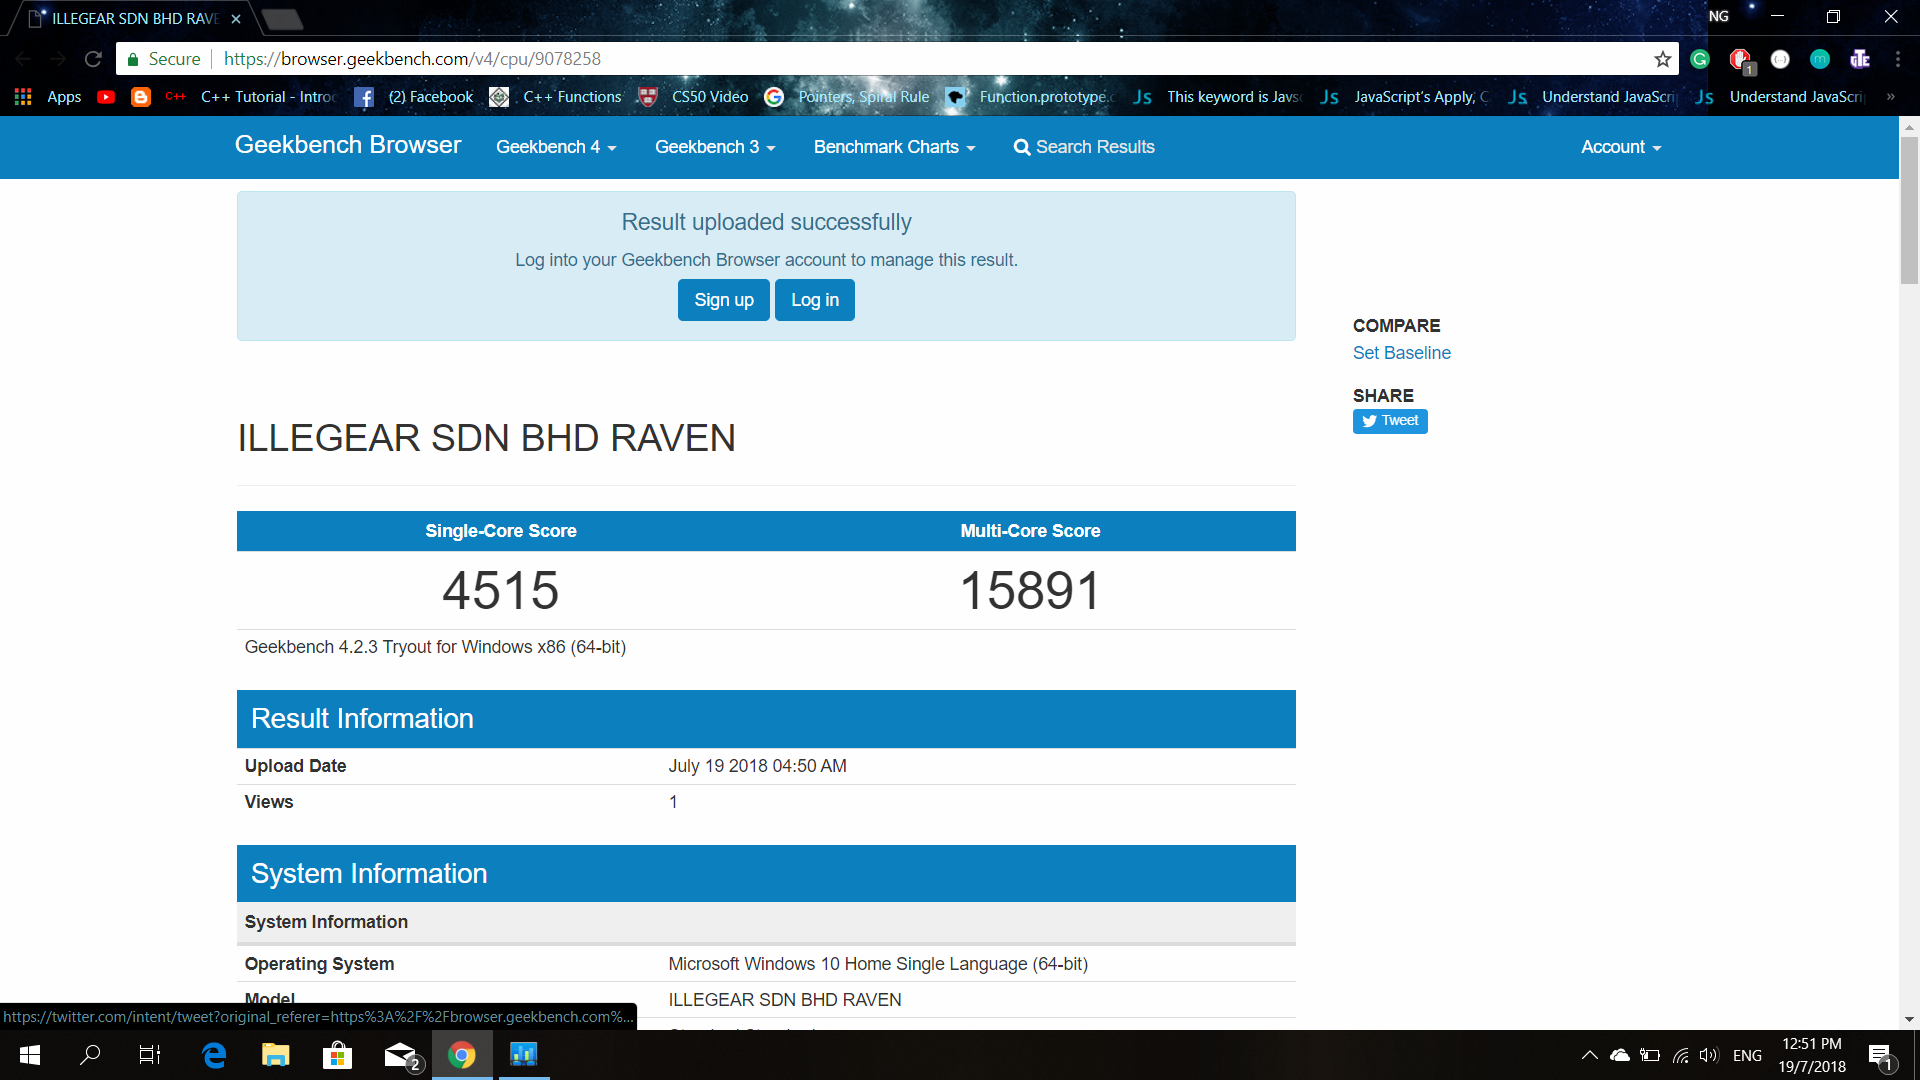 ILLEGEAR SDN BHD RAVE
NG
Secure
https://browser.geekbench.com/v4/cpu/9078258
G
1
m
Apps
C++
C++ Tutorial - Introd
(2) Facebook
C++ Functions
CS50 Video
Pointers, Spiral Rule
Function.prototype.c
Js
This keyword is Javsc
Js
JavaScript's Apply, C
Js
Understand JavaScri
Js
Understand JavaScri
»
Geekbench Browser
Geekbench 4
Geekbench 3
Benchmark Charts
Search Results
Account
Result uploaded successfully
Log into your Geekbench Browser account to manage this result.
Sign up
Log in
COMPARE
Set Baseline
SHARE
Tweet
ILLEGEAR SDN BHD RAVEN
Single-Core Score
Multi-Core Score
4515
15891
Geekbench 4.2.3 Tryout for Windows x86 (64-bit)
Result Information
Upload Date
July 19 2018 04:50 AM
Views
1
System Information
System Information
Operating System
Microsoft Windows 10 Home Single Language (64-bit)
Model
ILLEGEAR SDN BHD RAVEN
https://twitter.com/intent/tweet?original_referer=https%3A%2F%2Fbrowser.geekbench.com%...
2
ENG
12:51 PM
19/7/2018
1